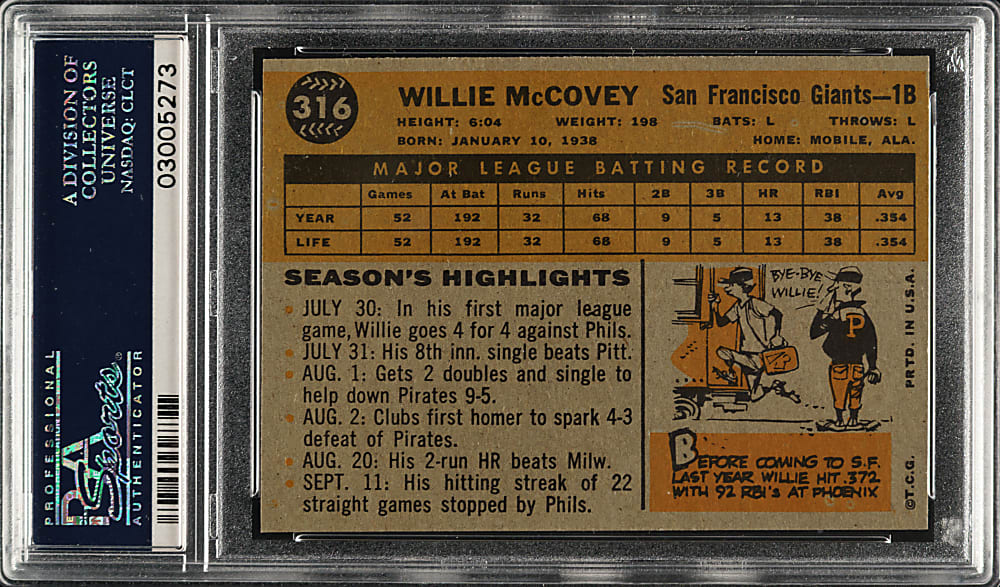 A DIVISION OF
COLLECTORS
UNIVERSE
NASDAQ: CLCT
03005273
PROFESSIONAL
PSA
Sports
®
AUTHENTICATOR
316
WILLIE McCOVEY San Francisco Giants—1B
HEIGHT: 6:04 WEIGHT: 198 BATS: L THROWS: L
BORN: JANUARY 10, 1938 HOME: MOBILE, ALA.
MAJOR LEAGUE BATTING RECORD
Games At Bat Runs Hits 2B 3B HR RBI Avg
YEAR 52 192 32 68 9 5 13 38 .354
LIFE 52 192 32 68 9 5 13 38 .354
SEASON'S HIGHLIGHTS
• JULY 30: In his first major league
game, Willie goes 4 for 4 against Phils.
• JULY 31: His 8th inn. single beats Pitt.
• AUG. 1: Gets 2 doubles and single to
help down Pirates 9-5.
• AUG. 2: Clubs first homer to spark 4-3
defeat of Pirates.
• AUG. 20: His 2-run HR beats Milw.
• SEPT. 11: His hitting streak of 22
straight games stopped by Phils.
BYE-BYE
WILLIE!
P
BEFORE COMING TO S.F.
LAST YEAR WILLIE HIT .372
WITH 92 RBI'S AT PHOENIX
©T.C.G. PRTD. IN U.S.A.